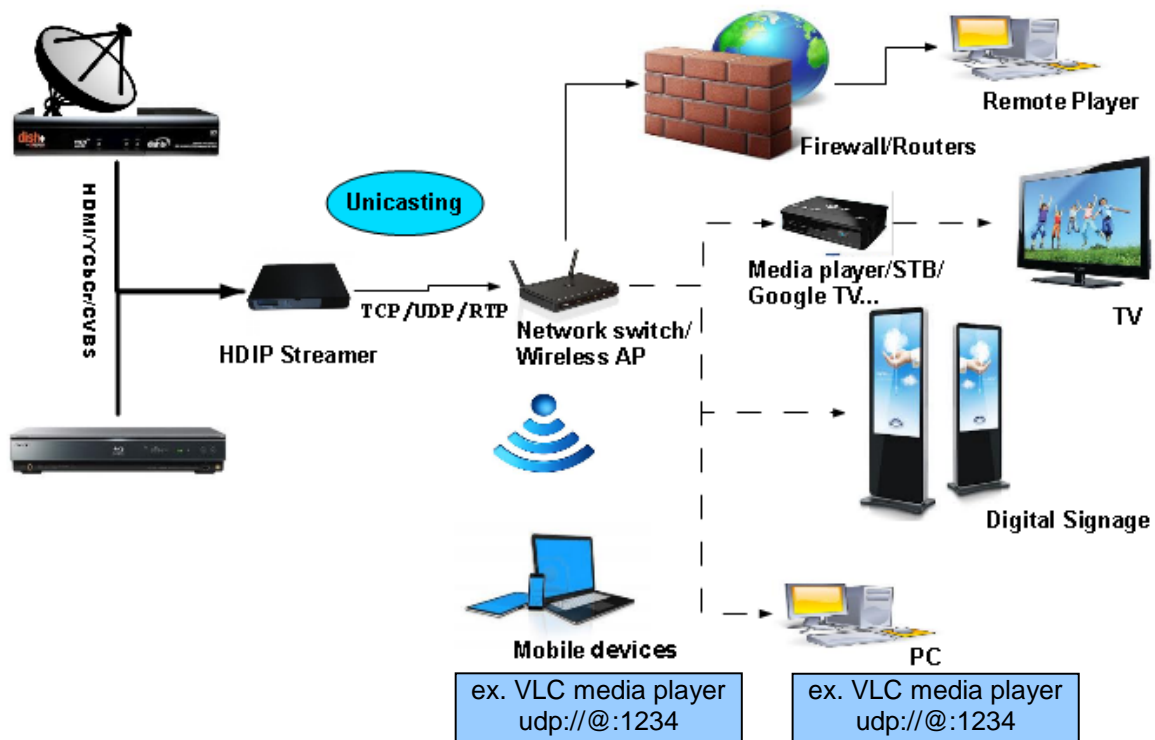 dish
HDMI/YCbCr/CVBS
Unicasting
HDIP Streamer
TCP/UDP/RTP
Network switch/
Wireless AP
Firewall/Routers
Remote Player
Media player/STB/
Google TV...
TV
Digital Signage
Mobile devices
PC
ex. VLC media player
udp://@:1234
ex. VLC media player
udp://@:1234